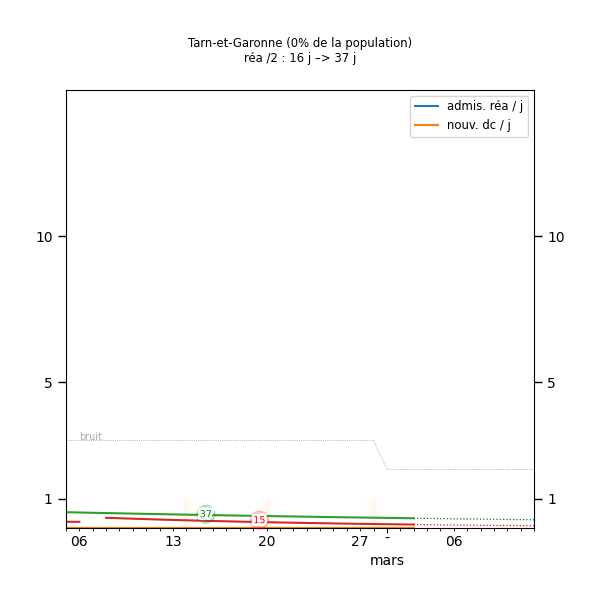 Tarn-et-Garonne (0% de la population)
réa /2 : 16 j –> 37 j
admis. réa / j
nouv. dc / j
10
10
5
5
bruit
1
1
37
15
06
13
20
27
-
06
mars